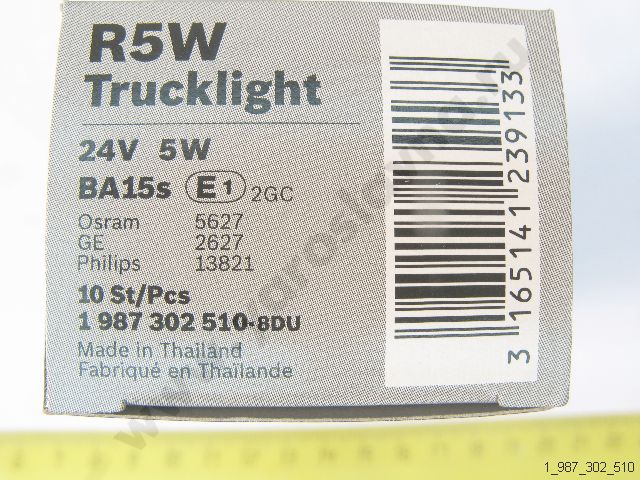 R5W
Trucklight
24V 5W
BA15s E1 2GC
Osram 5627
GE 2627
Philips 13821
10 St/Pcs
1 987 302 510-8DU
Made in Thailand
Fabriqué en Thaïlande
3 165141 239133
1_987_302_510